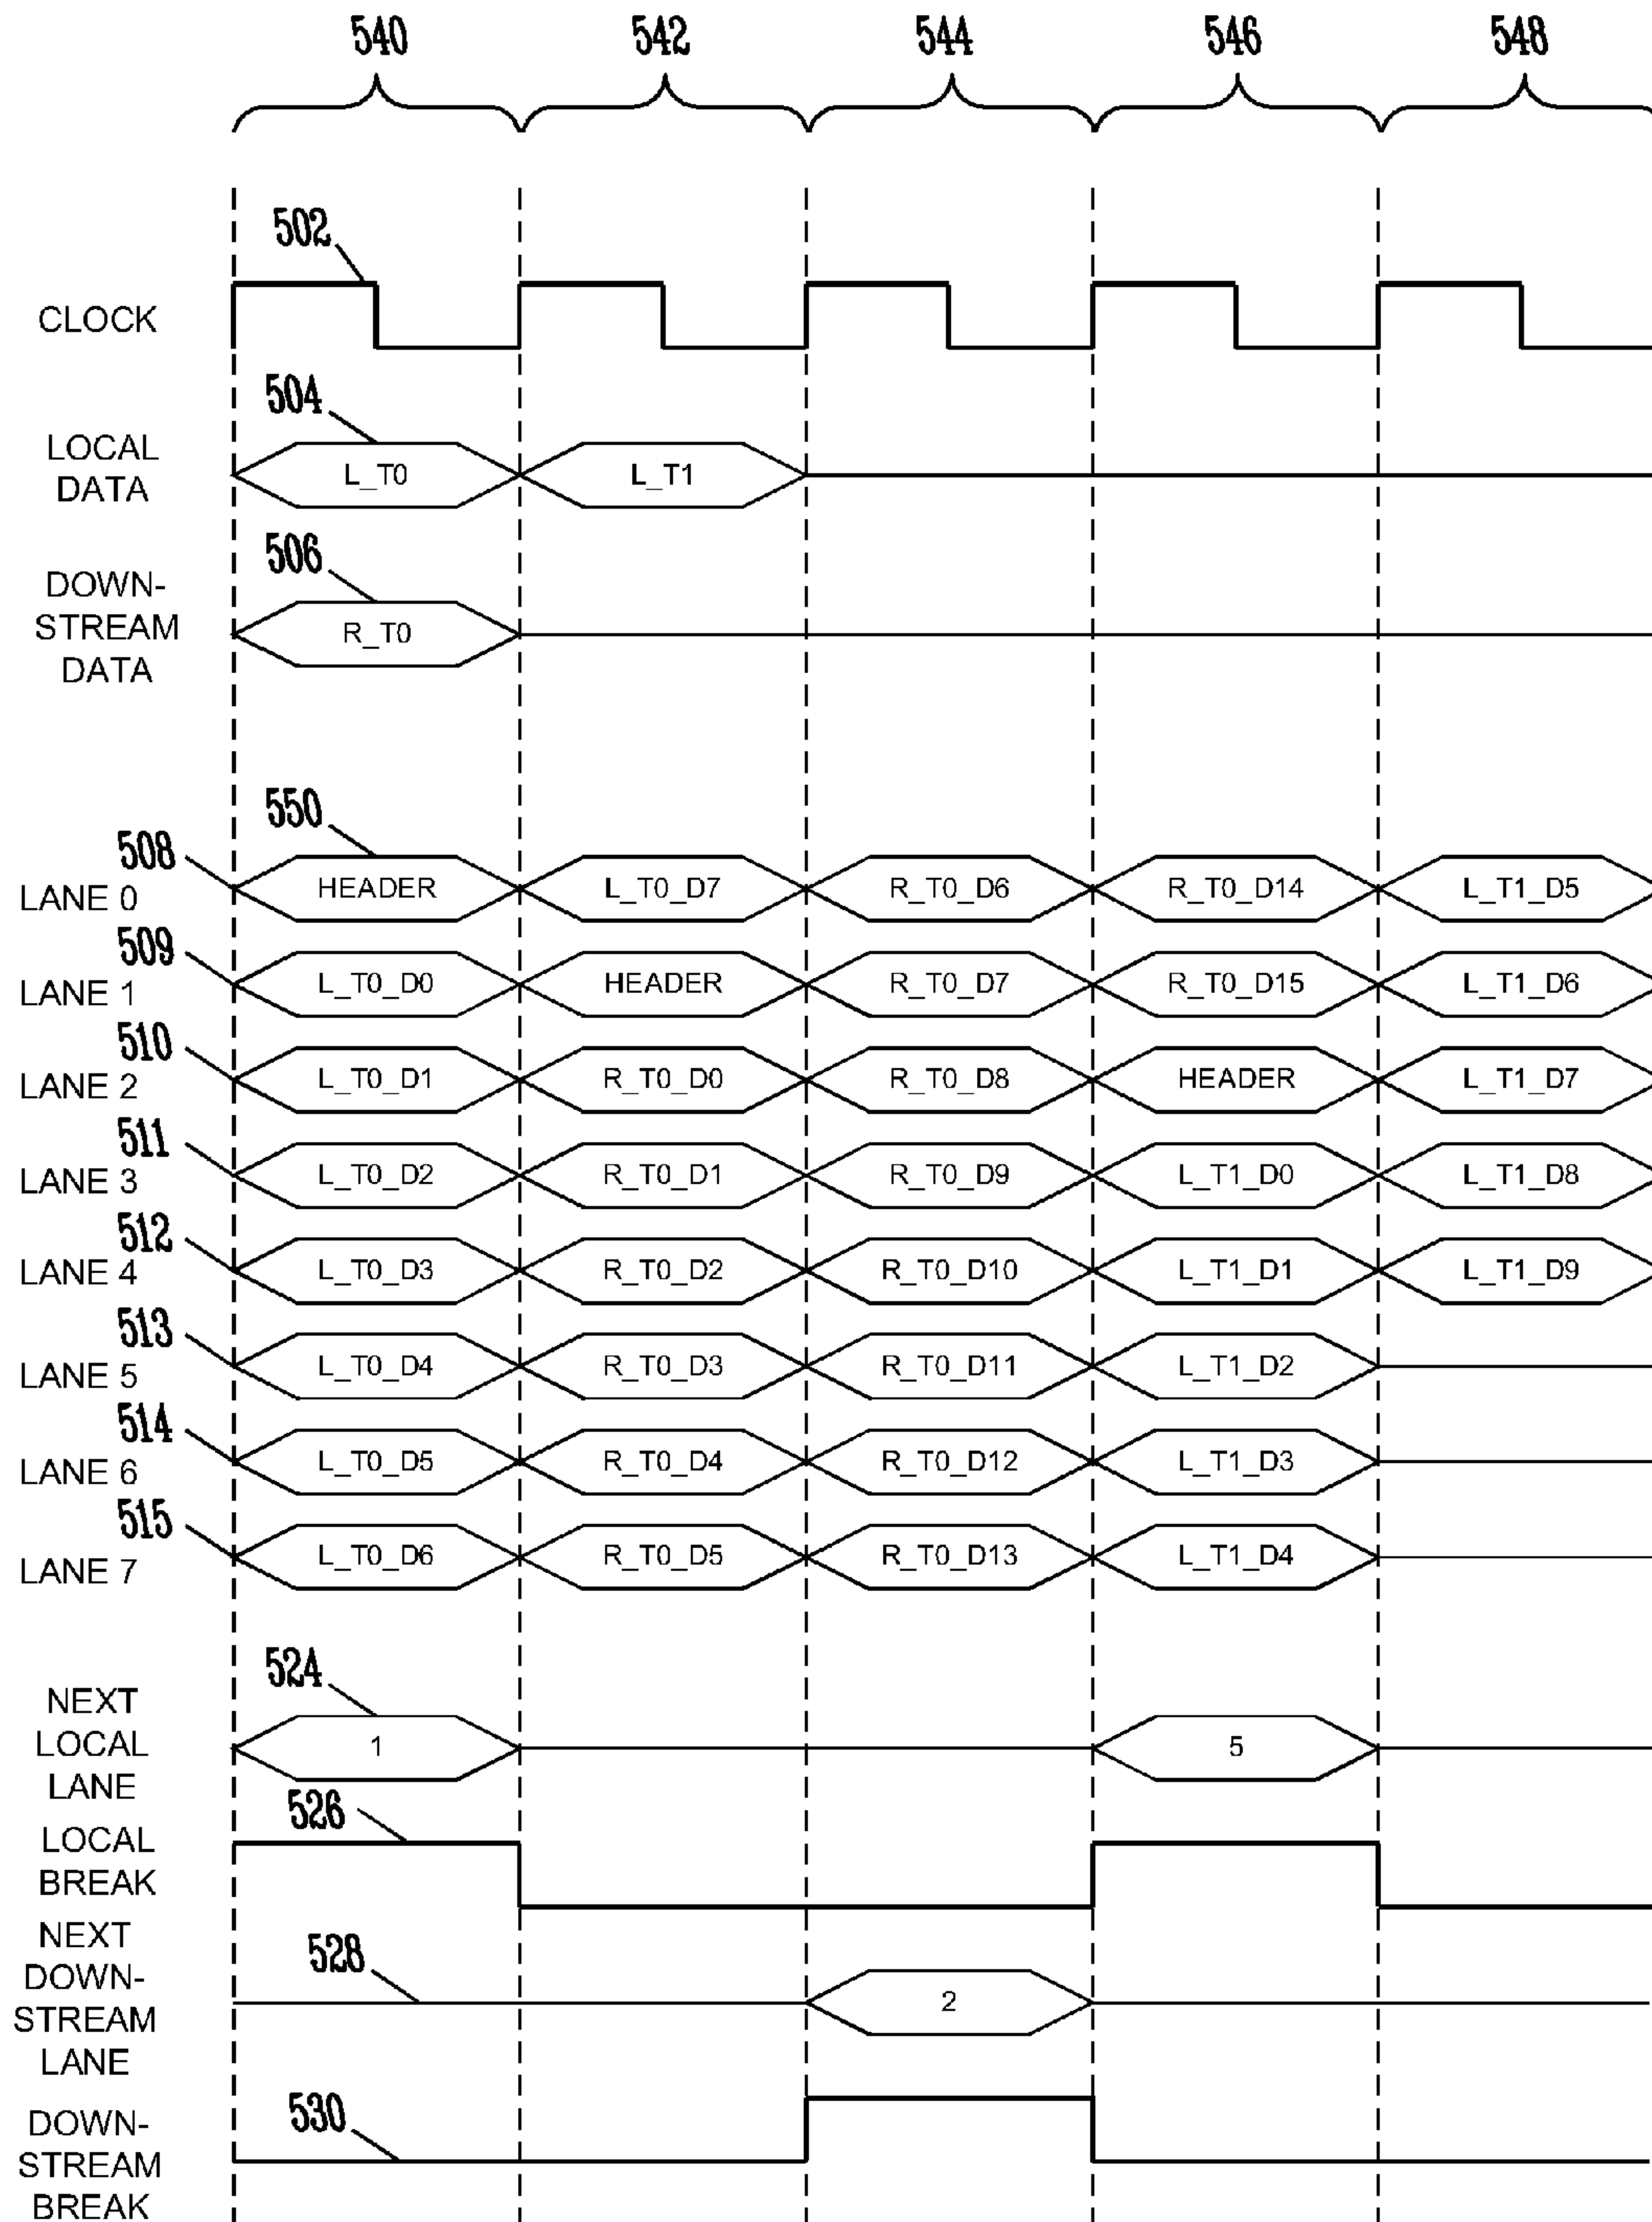 540 542 544 546 548
502
CLOCK
504
LOCAL
DATA
L_T0 L_T1
506
DOWN-
STREAM
DATA
R_T0
550
508
LANE 0 HEADER L_T0_D7 R_T0_D6 R_T0_D14 L_T1_D5
509
LANE 1 L_T0_D0 HEADER R_T0_D7 R_T0_D15 L_T1_D6
510
LANE 2 L_T0_D1 R_T0_D0 R_T0_D8 HEADER L_T1_D7
511
LANE 3 L_T0_D2 R_T0_D1 R_T0_D9 L_T1_D0 L_T1_D8
512
LANE 4 L_T0_D3 R_T0_D2 R_T0_D10 L_T1_D1 L_T1_D9
513
LANE 5 L_T0_D4 R_T0_D3 R_T0_D11 L_T1_D2
514
LANE 6 L_T0_D5 R_T0_D4 R_T0_D12 L_T1_D3
515
LANE 7 L_T0_D6 R_T0_D5 R_T0_D13 L_T1_D4
524
NEXT
LOCAL
LANE
1 5
526
LOCAL
BREAK
528
NEXT
DOWN-
STREAM
LANE
2
530
DOWN-
STREAM
BREAK